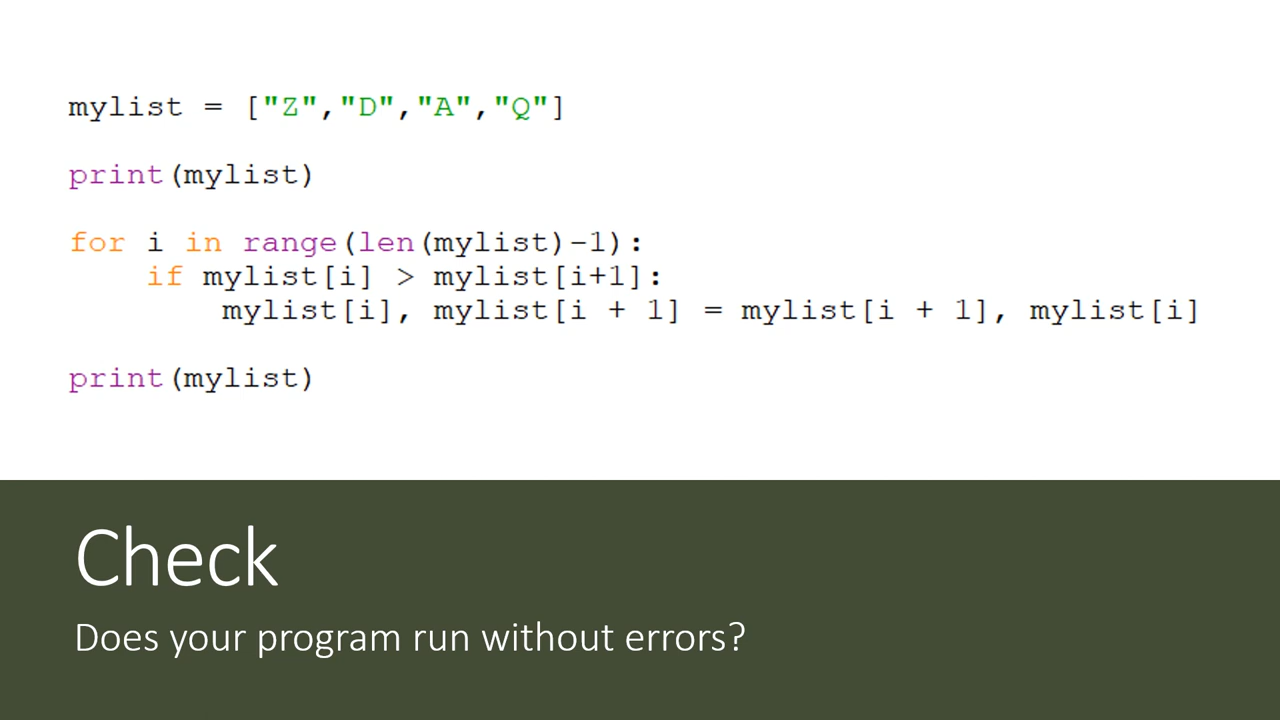 mylist = ["Z","D","A","Q"]
print(mylist)
for i in range(len(mylist)-1):
    if mylist[i] > mylist[i+1]:
        mylist[i], mylist[i + 1] = mylist[i + 1], mylist[i]
print(mylist)
Check
Does your program run without errors?